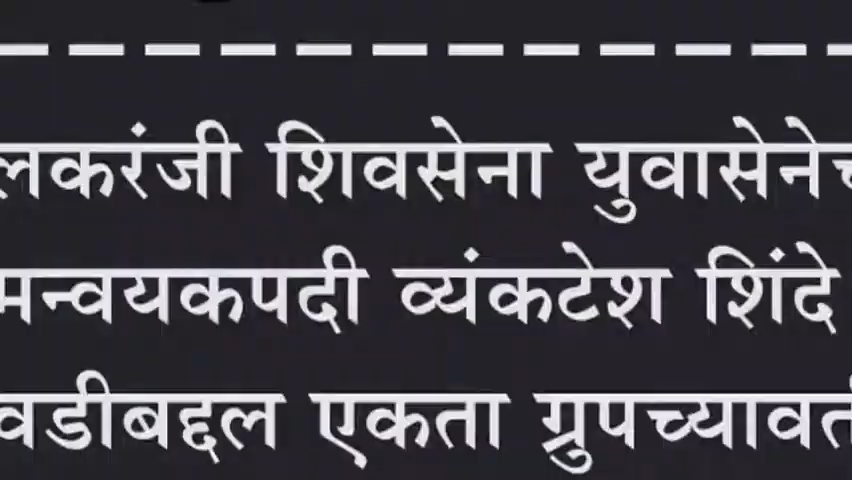 लकरंजी शिवसेना युवासेनेच
मन्वयकपदी व्यंकटेश शिंदे
वडीबद्दल एकता ग्रुपच्यावती